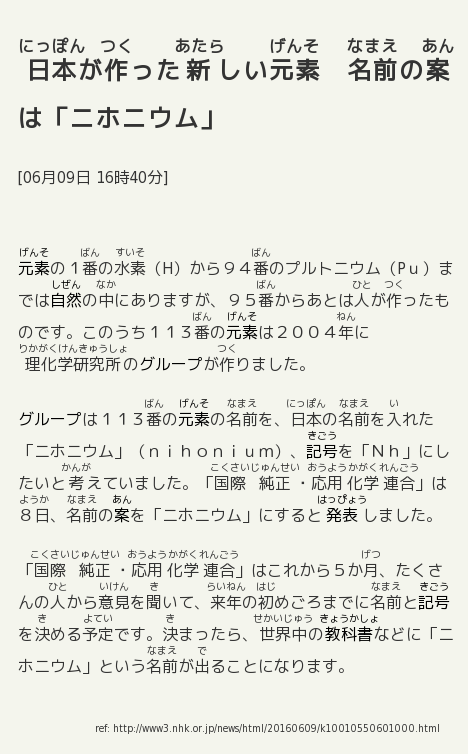 にっぽん つく あたら げんそ なまえ あん
日本が作った新しい元素　名前の案
は「ニホニウム」
[06月09日 16時40分]
げんそ ばん すいそ ばん
元素の１番の水素（H）から９４番のプルトニウム（Pｕ）ま
しぜん なか ばん ひと つく
では自然の中にありますが、９５番からあとは人が作ったも
ばん げんそ ねん
のです。このうち１１３番の元素は２００４年に
りかがくけんきゅうしょ つく
理化学研究所のグループが作りました。
ばん げんそ なまえ にっぽん なまえ い
グループは１１３番の元素の名前を、日本の名前を入れた
きごう
「ニホニウム」（ｎｉｈｏｎｉｕｍ）、記号を「Ｎｈ」にし
かんが こくさいじゅんせい おうようかがくれんごう
たいと考えていました。「国際 純正・応用化学連合」は
ようか なまえ あん はっぴょう
８日、名前の案を「ニホニウム」にすると発表しました。
こくさいじゅんせい おうようかがくれんごう げつ
「国際 純正・応用化学連合」はこれから５か月、たくさ
ひと いけん き らいねん はじ なまえ きごう
んの人から意見を聞いて、来年の初めごろまでに名前と記号
き よてい き せかいじゅう きょうかしょ
を決める予定です。決まったら、世界中の教科書などに「ニ
なまえ で
ホニウム」という名前が出ることになります。
ref: http://www3.nhk.or.jp/news/html/20160609/k10010550601000.html